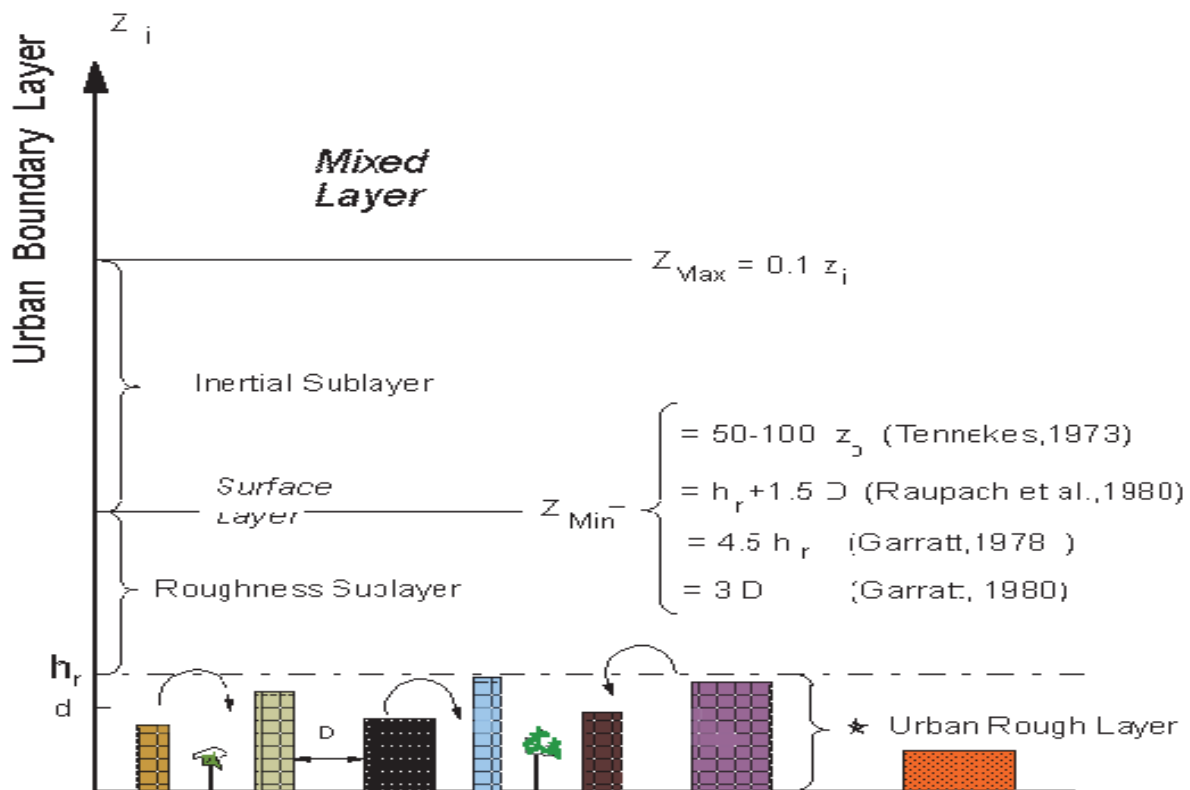 Z i
Urban Boundary Layer
Mixed
Layer
Z Max = 0.1 z i
Inertial Sublayer
= 50-100 z (Tennekes,1973)
Surface
Layer
= h r +1.5 D (Raupach et al.,1980)
Z Min =
= 4.5 h r (Garratt,1978 )
Roughness Sublayer
= 3 D (Garratt, 1980)
h r
d
D
★ Urban Rough Layer